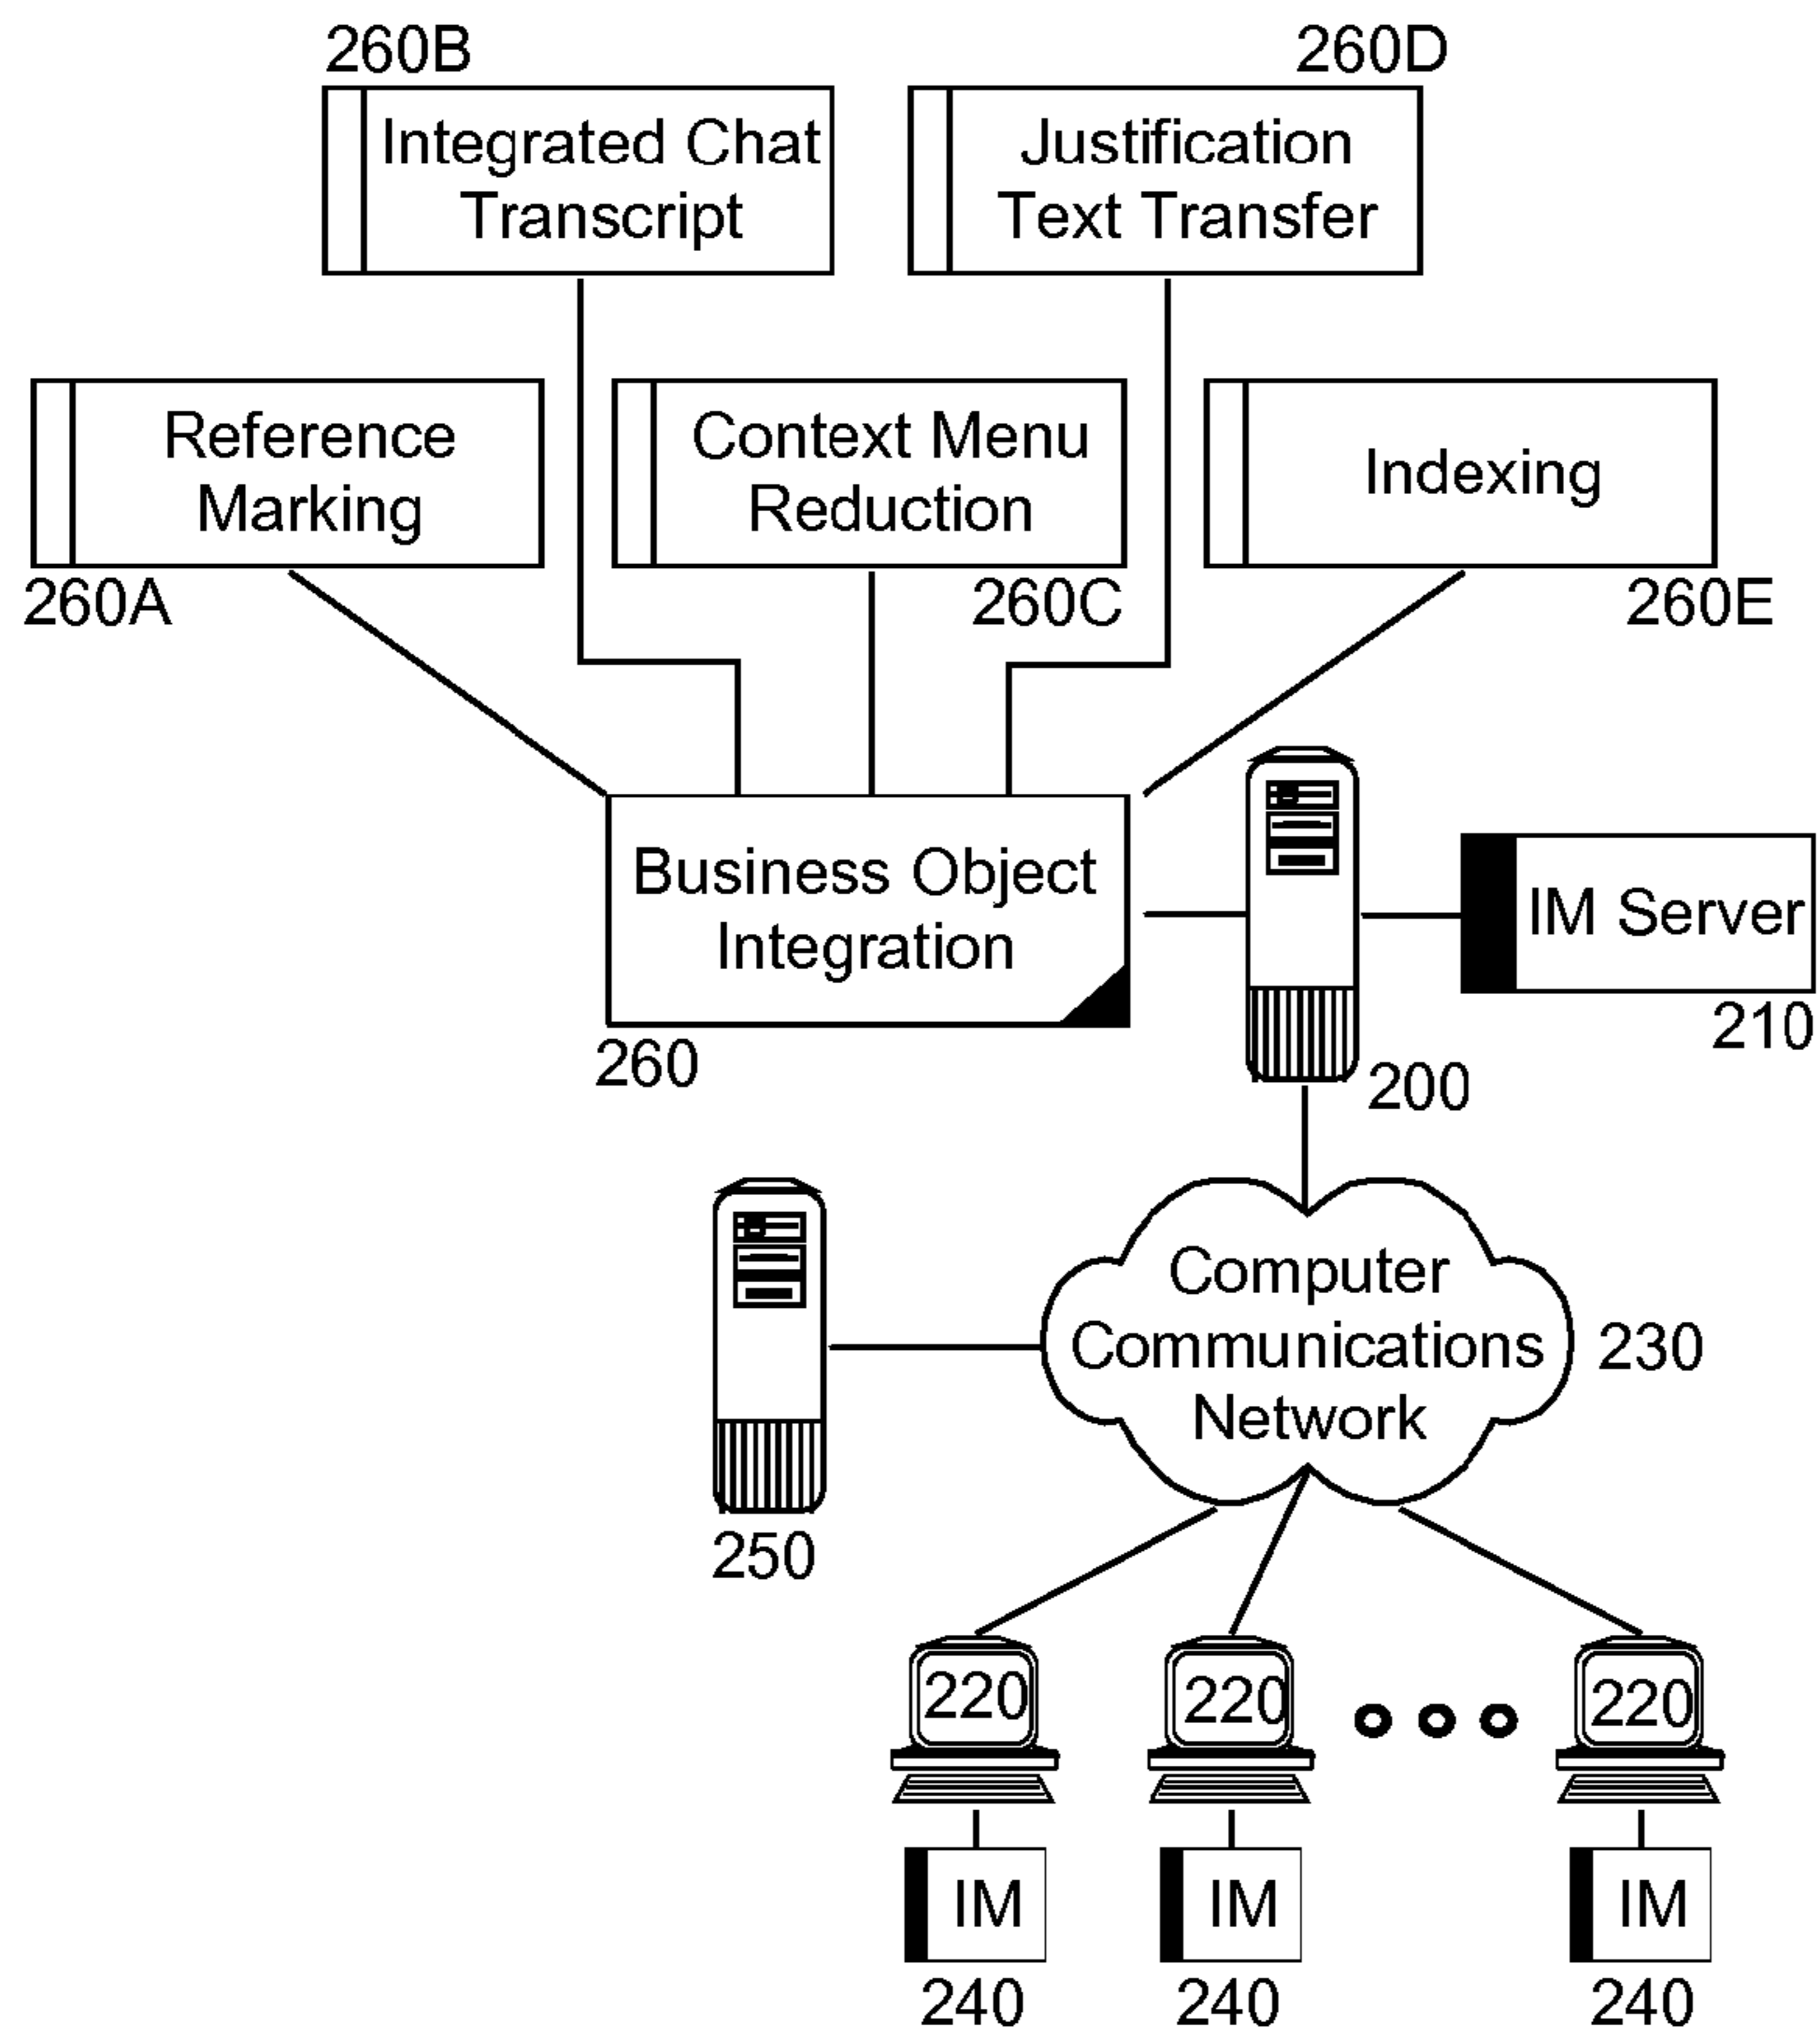 260B
260D
Integrated Chat
Transcript
Justification
Text Transfer
Reference
Marking
Context Menu
Reduction
Indexing
260A
260C
260E
Business Object
Integration
IM Server
210
260
200
Computer
Communications
Network
230
250
220
220
220
IM
IM
IM
240
240
240